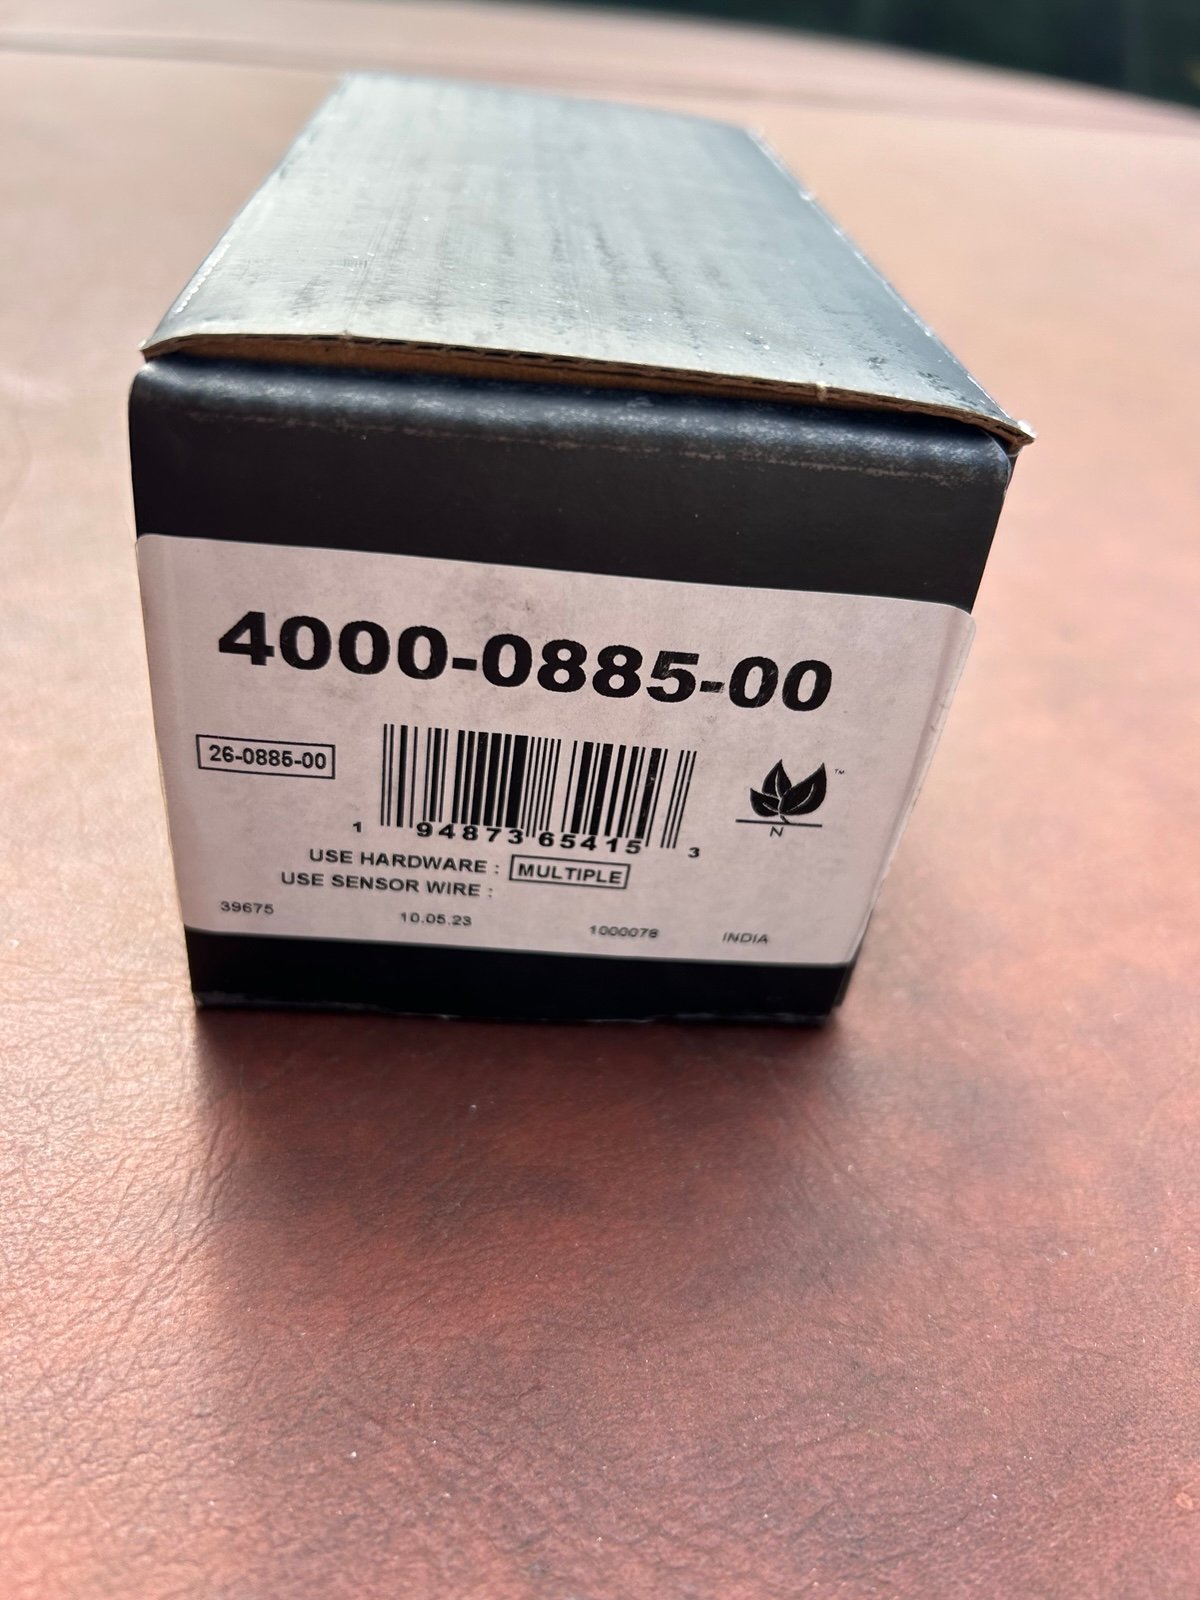 4000-0885-00
26-0885-00
1 94873 65415 3
™
N
USE HARDWARE : MULTIPLE
USE SENSOR WIRE :
39675 10.05.23 1000078 INDIA